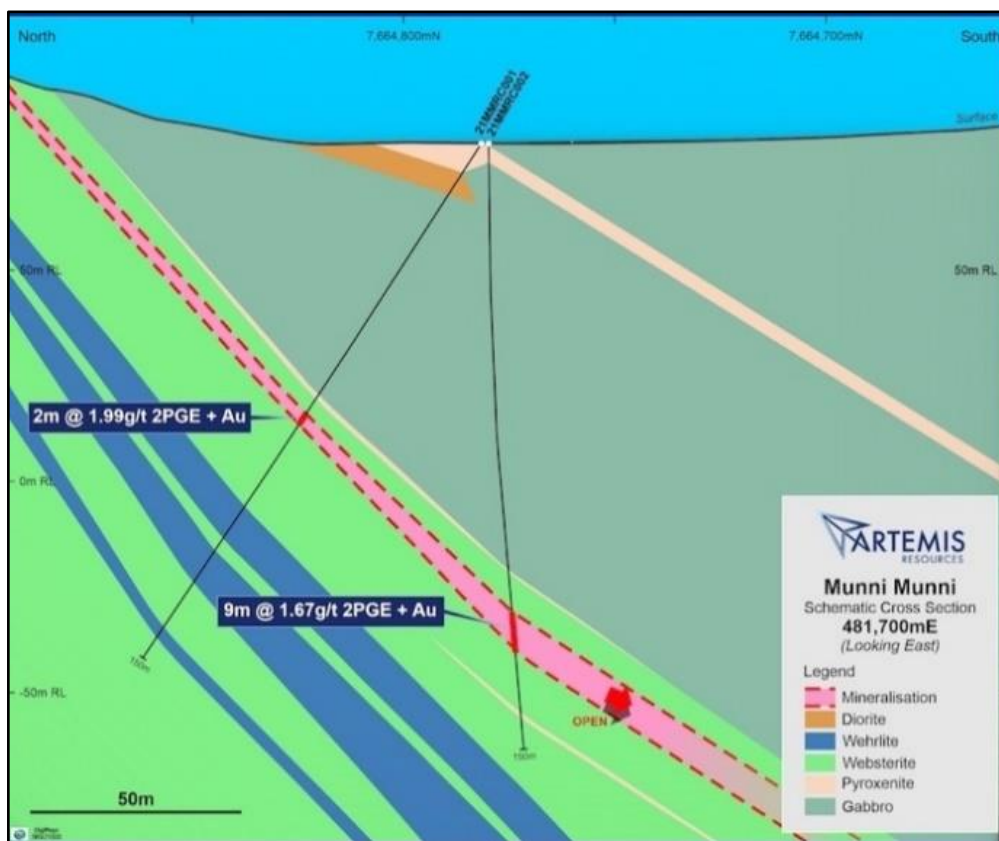 North
7,664,800mN
7,664,700mN
South
21MMRC001
21MMRC002
Surface
50m RL
50m RL
2m @ 1.99g/t 2PGE + Au
0m RL
9m @ 1.67g/t 2PGE + Au
150m
-50m RL
OPEN
150m
50m
ARTEMIS
RESOURCES
Munni Munni
Schematic Cross Section
481,700mE
(Looking East)
Legend
Mineralisation
Diorite
Wehrlite
Websterite
Pyroxenite
Gabbro